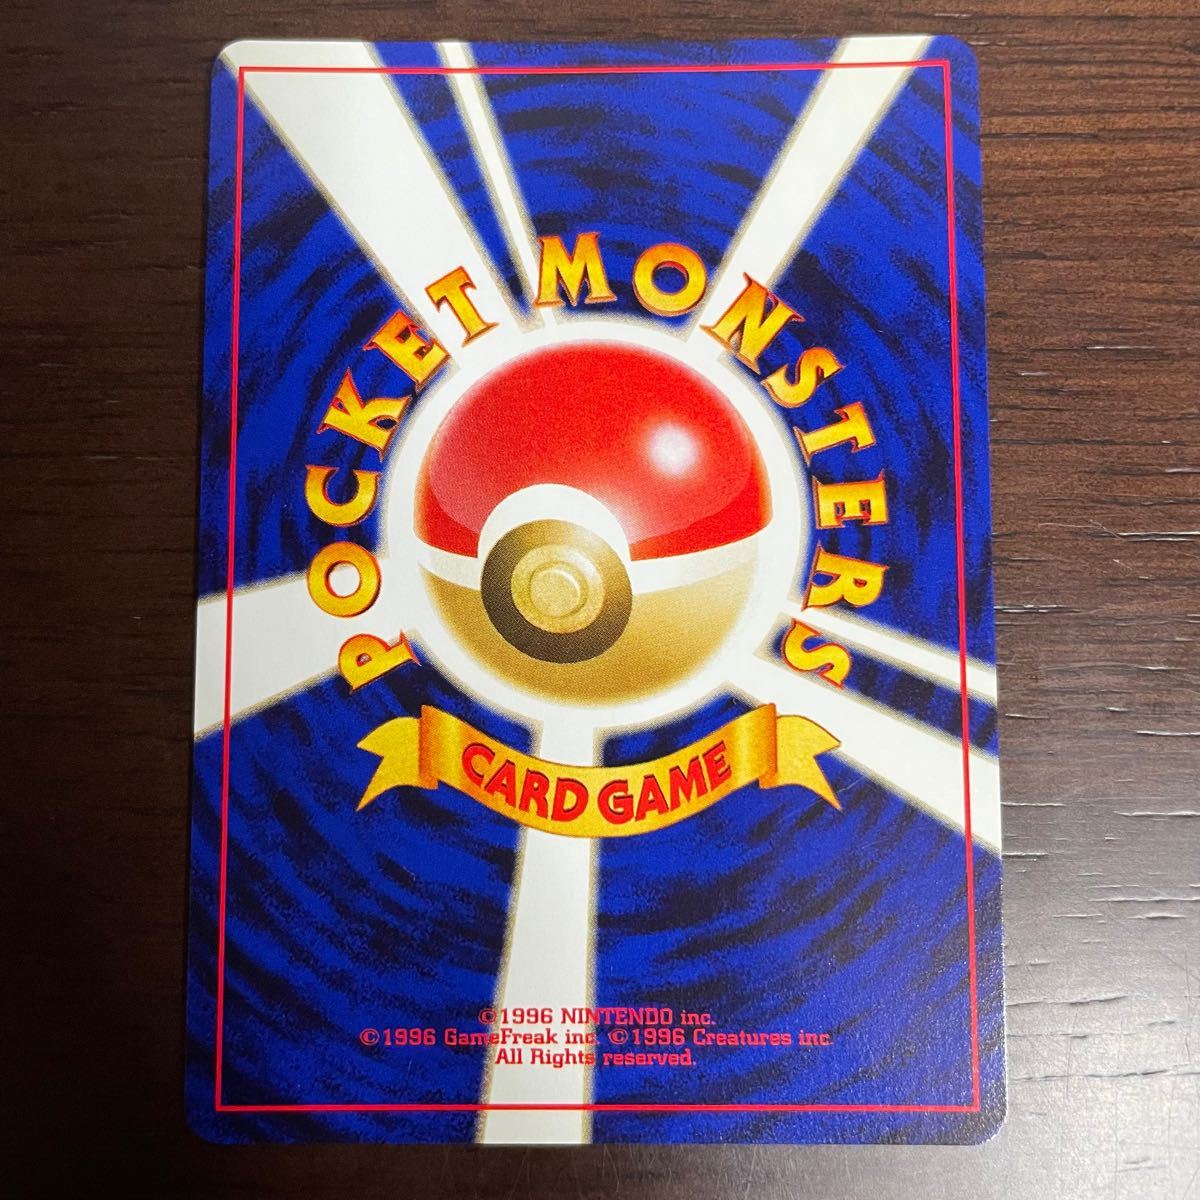 POCKET MONSTERS
CARD GAME
©1996 NINTENDO inc.
©1996 GameFreak inc. ©1996 Creatures inc.
All Rights reserved.